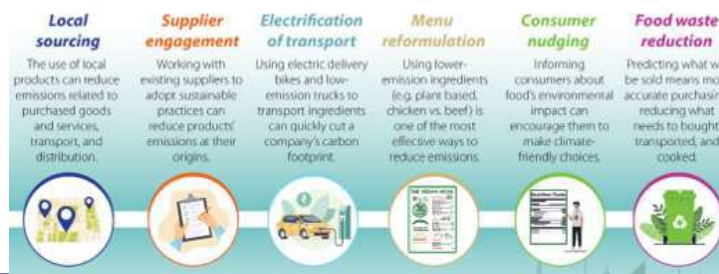 Local
sourcing
The use of local
products can reduce
emissions related to
purchased goods
and services,
transport, and
distribution.
Supplier
engagement
Working with
existing suppliers to
adopt sustainable
practices can
reduce products'
emissions at their
origins.
Electrification
of transport
Using electric delivery
bikes and low-
emission trucks to
transport ingredients
can quickly cut a
company's carbon
footprint.
Menu
reformulation
Using lower-
emission ingredients
(e.g. plant based,
chicken vs. beef) is
one of the most
effective ways to
reduce emissions.
Consumer
nudging
Informing
consumers about
food's environmental
impact can
encourage them to
make climate-
friendly choices.
Food waste
reduction
Predicting what w
be sold means mo
accurate purchasin
reducing what
needs to bought
transported, and
cooked.
Nutrition Facts